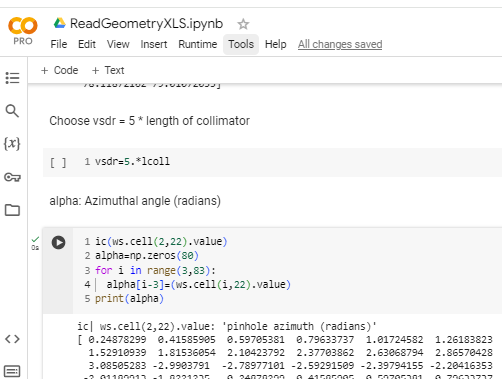 ReadGeometryXLS.ipynb
PRO
File Edit View Insert Runtime Tools Help All changes saved
+ Code + Text
Choose vsdr = 5 * length of collimator
[ ] 1 vsdr=5.*lcoll
alpha: Azimuthal angle (radians)
0s
1 ic(ws.cell(2,22).value)
2 alpha=np.zeros(80)
3 for i in range(3,83):
4 alpha[i-3]=(ws.cell(i,22).value)
5 print(alpha)
ic| ws.cell(2,22).value: 'pinhole azimuth (radians)'
[ 0.24878299 0.41585905 0.59705381 0.79633737 1.01724582 1.26183823
1.52910939 1.81536054 2.10423792 2.37703862 2.63068794 2.86570428
3.08505283 -2.9903791 -2.78977101 -2.59291509 -2.39794155 -2.20416355